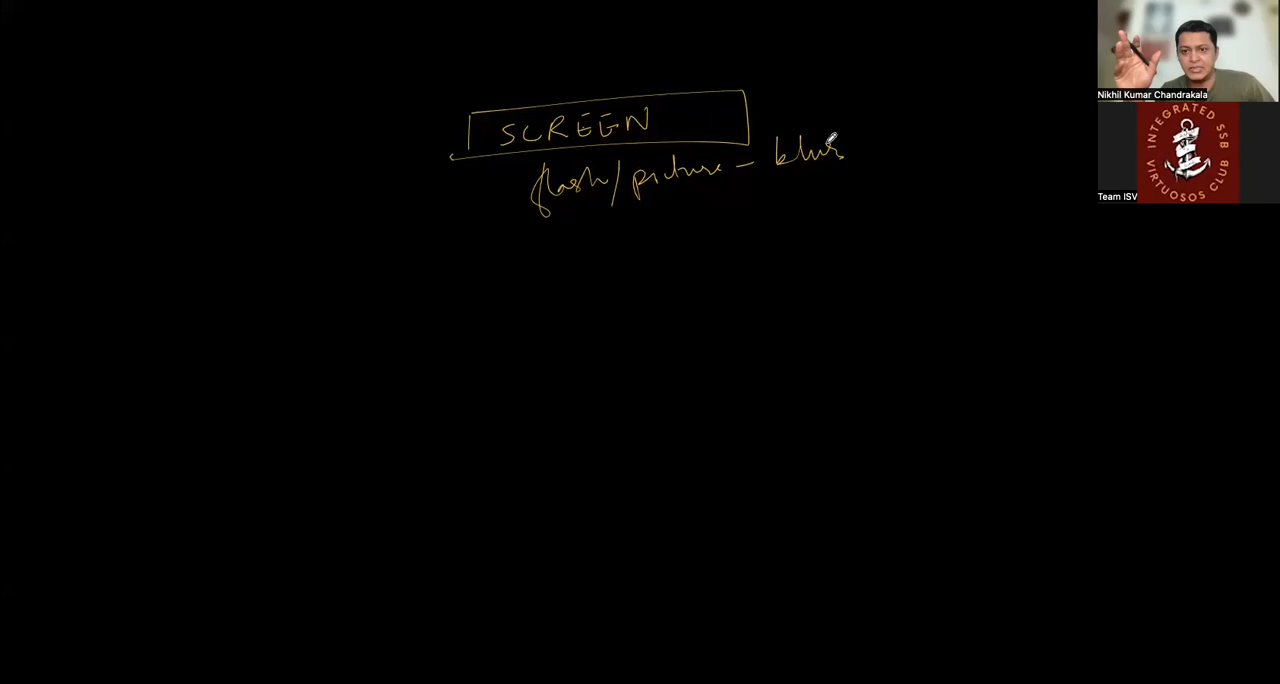 SCREEN
flash/picture - blur
Nikhil Kumar Chandrakala
INTEGRATED SSB
VIRTUOSOS CLUB
Team ISV